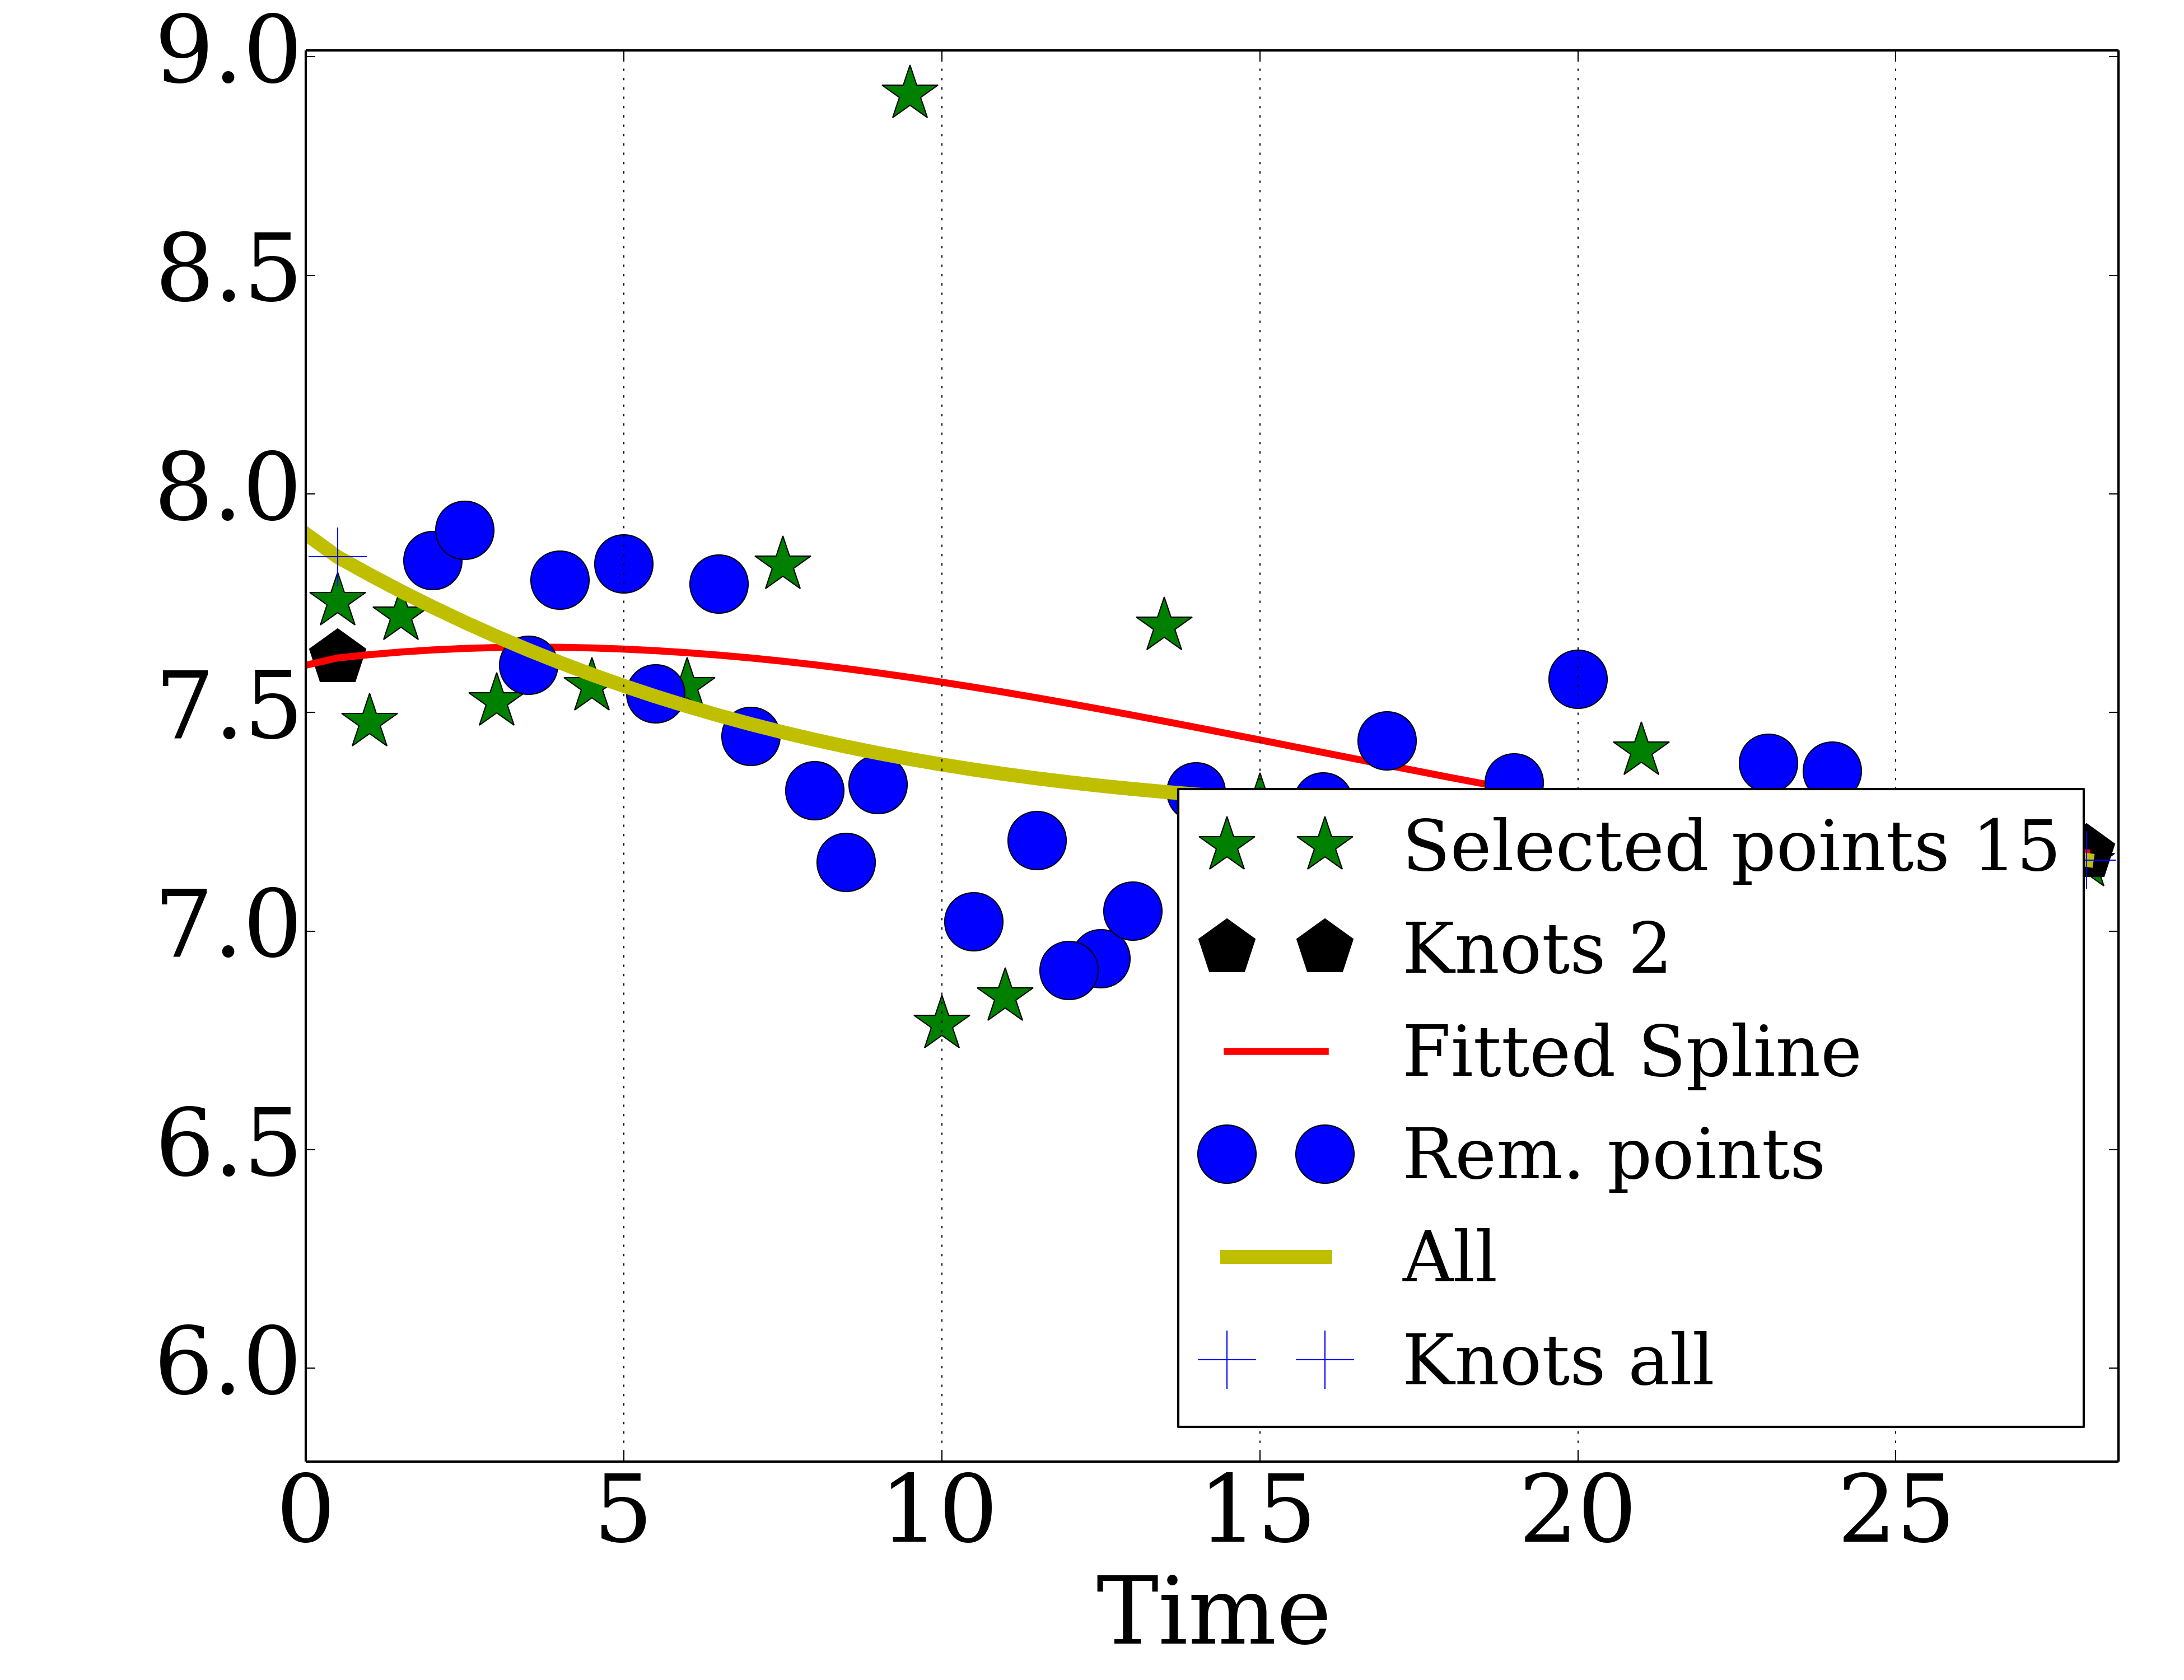 9.0
8.5
8.0
7.5
7.0
6.5
6.0
Selected points 15
Knots 2
Fitted Spline
Rem. points
All
Knots all
0 5 10 15 20 25
Time